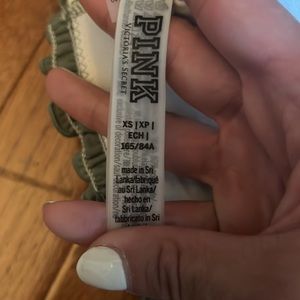 PINK
VICTORIA'S SECRET
XS | XP |
ECH |
165/84A
made in Sri
Lanka/fabriqué
au Sri Lanka/
hecho en
Sri Lanka/
fabbricato in Sri